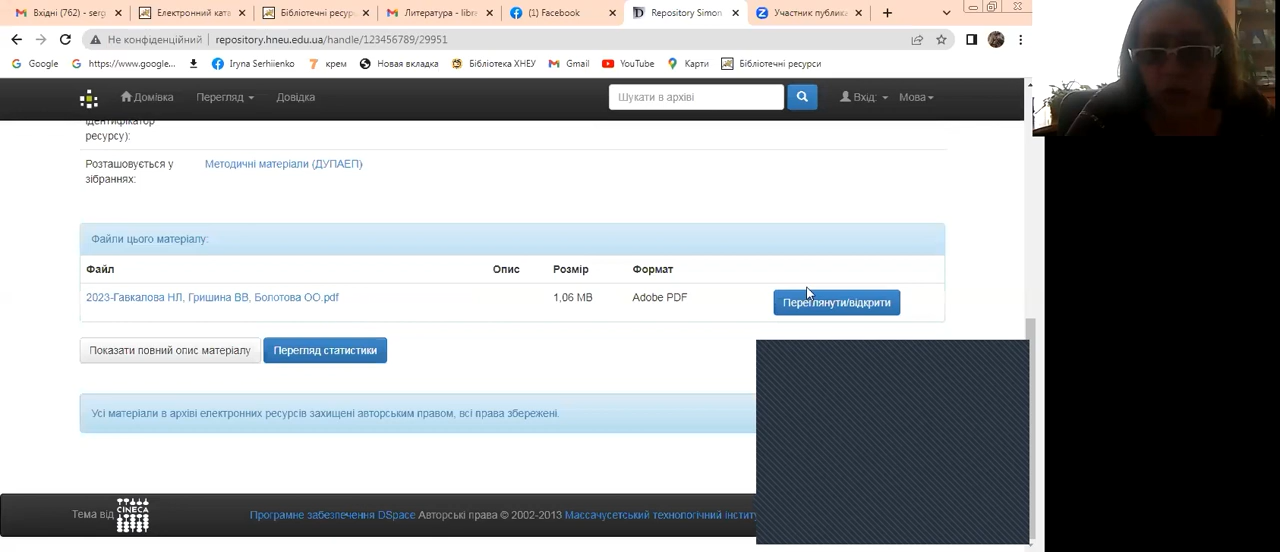 Вхідні (762) - serg
Електронний ката
Бібліотечні ресур
Литература - libra
(1) Facebook
Repository Simon
Участник публика
Не конфіденційний
repository.hneu.edu.ua/handle/123456789/29951
Google
https://www.google...
Iryna Serhiienko
крем
Новая вкладка
Бібліотека ХНЕУ
Gmail
YouTube
Карти
Бібліотечні ресурси
Домівка
Перегляд
Довідка
Шукати в архіві
Вхід:
Мова
ідентифікатор
ресурсу):
Розташовується у
зібраннях:
Методичні матеріали (ДУПАЕП)
Файли цього матеріалу:
Файл Опис Розмір Формат
2023-Гавкалова НЛ, Гришина ВВ, Болотова ОО.pdf 1,06 MB Adobe PDF Переглянути/відкрити
Показати повний опис матеріалу
Перегляд статистики
Усі матеріали в архіві електронних ресурсів захищені авторським правом, всі права збережені.
Тема від CINECA
Програмне забезпечення DSpace Авторські права © 2002-2013 Массачусетський технологічний інститу